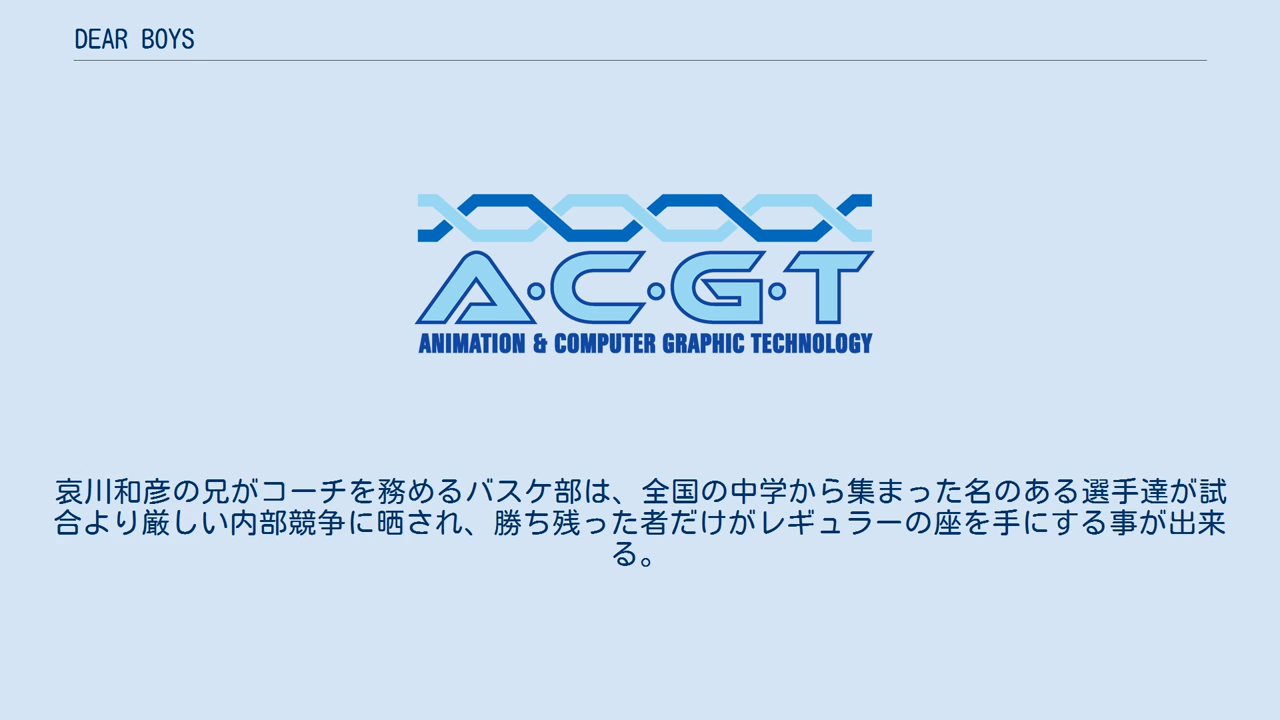 DEAR BOYS
A·C·G·T
ANIMATION & COMPUTER GRAPHIC TECHNOLOGY
哀川和彦の兄がコーチを務めるバスケ部は、全国の中学から集まった名のある選手達が試
合より厳しい内部競争に晒され、勝ち残った者だけがレギュラーの座を手にする事が出来
る。